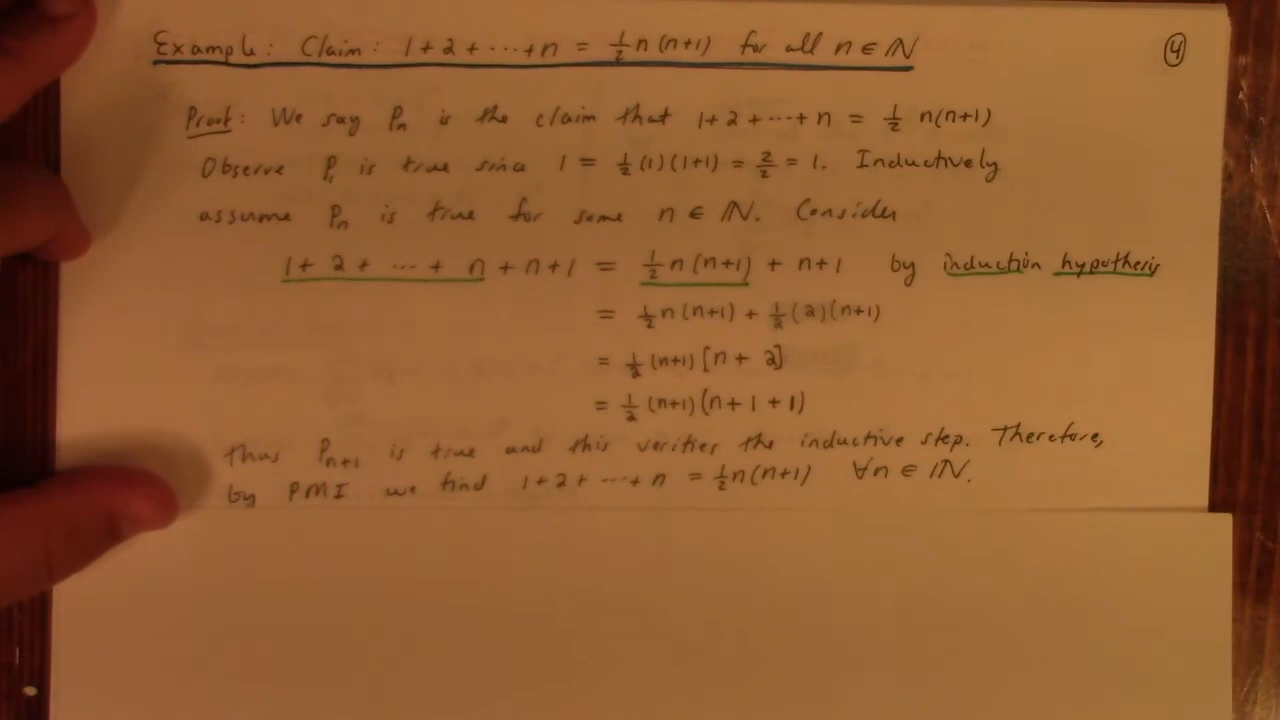 Example: Claim: 1+2+⋯+n = ½n(n+1) for all n ∈ ℕ
④
Proof: We say Pₙ is the claim that 1+2+⋯+n = ½ n(n+1)
Observe P₁ is true since 1 = ½(1)(1+1) = 2/2 = 1. Inductively
assume Pₙ is true for some n ∈ ℕ. Consider
1+2+⋯+n+n+1 = ½n(n+1) + n+1 by induction hypothesis
= ½n(n+1) + ½(2)(n+1)
= ½(n+1)[n+2]
= ½(n+1)(n+1+1)
thus Pₙ₊₁ is true and this verifies the inductive step. Therefore,
by PMI we find 1+2+⋯+n = ½n(n+1) ∀n ∈ ℕ.